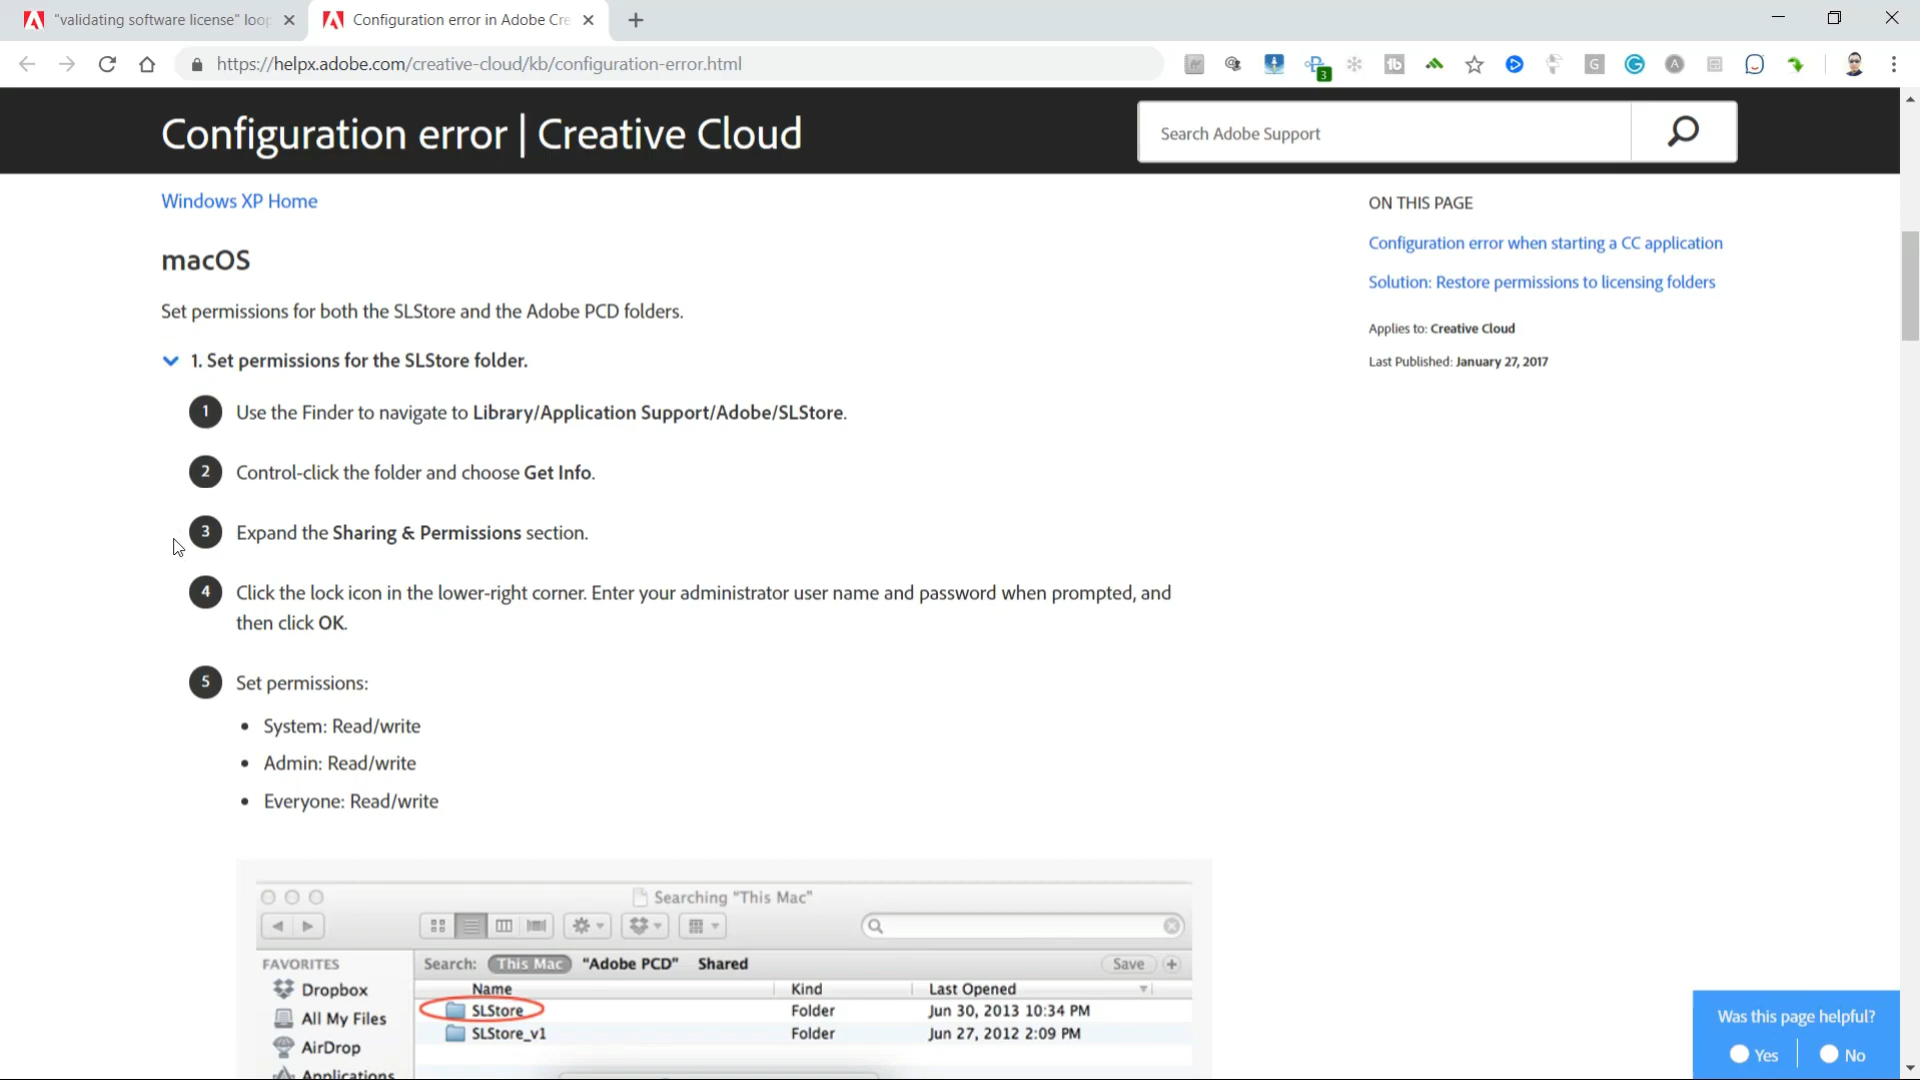 "validating software license" loop
Configuration error in Adobe Cre
https://helpx.adobe.com/creative-cloud/kb/configuration-error.html
3
Configuration error | Creative Cloud
Search Adobe Support
Windows XP Home
macOS
Set permissions for both the SLStore and the Adobe PCD folders.
1. Set permissions for the SLStore folder.
1 Use the Finder to navigate to Library/Application Support/Adobe/SLStore.
2 Control-click the folder and choose Get Info.
3 Expand the Sharing & Permissions section.
4 Click the lock icon in the lower-right corner. Enter your administrator user name and password when prompted, and
then click OK.
5 Set permissions:
• System: Read/write
• Admin: Read/write
• Everyone: Read/write
ON THIS PAGE
Configuration error when starting a CC application
Solution: Restore permissions to licensing folders
Applies to: Creative Cloud
Last Published: January 27, 2017
Searching "This Mac"
FAVORITES
Dropbox
All My Files
AirDrop
Applications
Search: This Mac "Adobe PCD" Shared Save +
Name Kind Last Opened
SLStore Folder Jun 30, 2013 10:34 PM
SLStore_v1 Folder Jun 27, 2012 2:09 PM
Was this page helpful?
Yes No